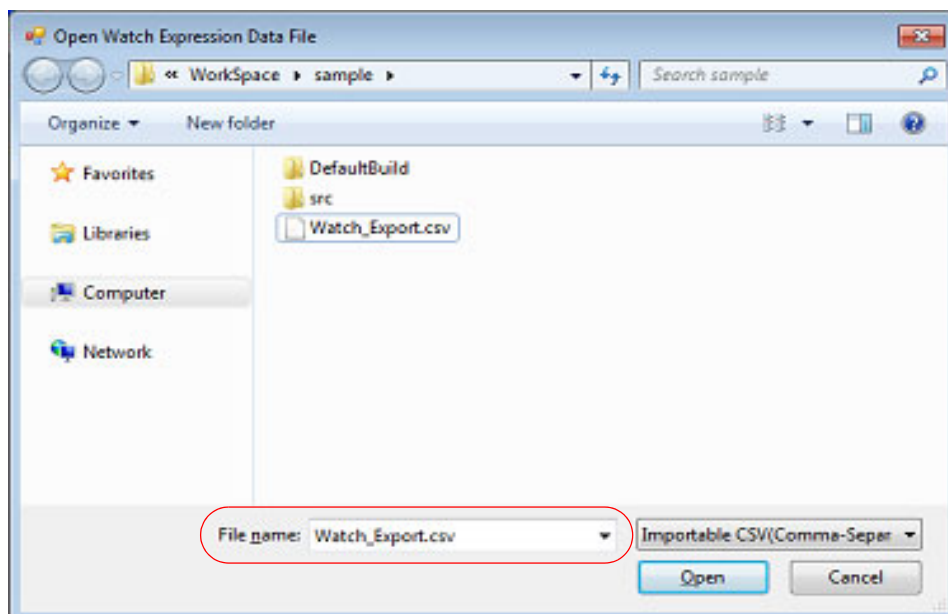 Open Watch Expression Data File
« WorkSpace ▸ sample ▸
Search sample
Organize
New folder
Favorites
Libraries
Computer
Network
DefaultBuild
src
Watch_Export.csv
File name: Watch_Export.csv
Importable CSV(Comma-Separ
Open
Cancel